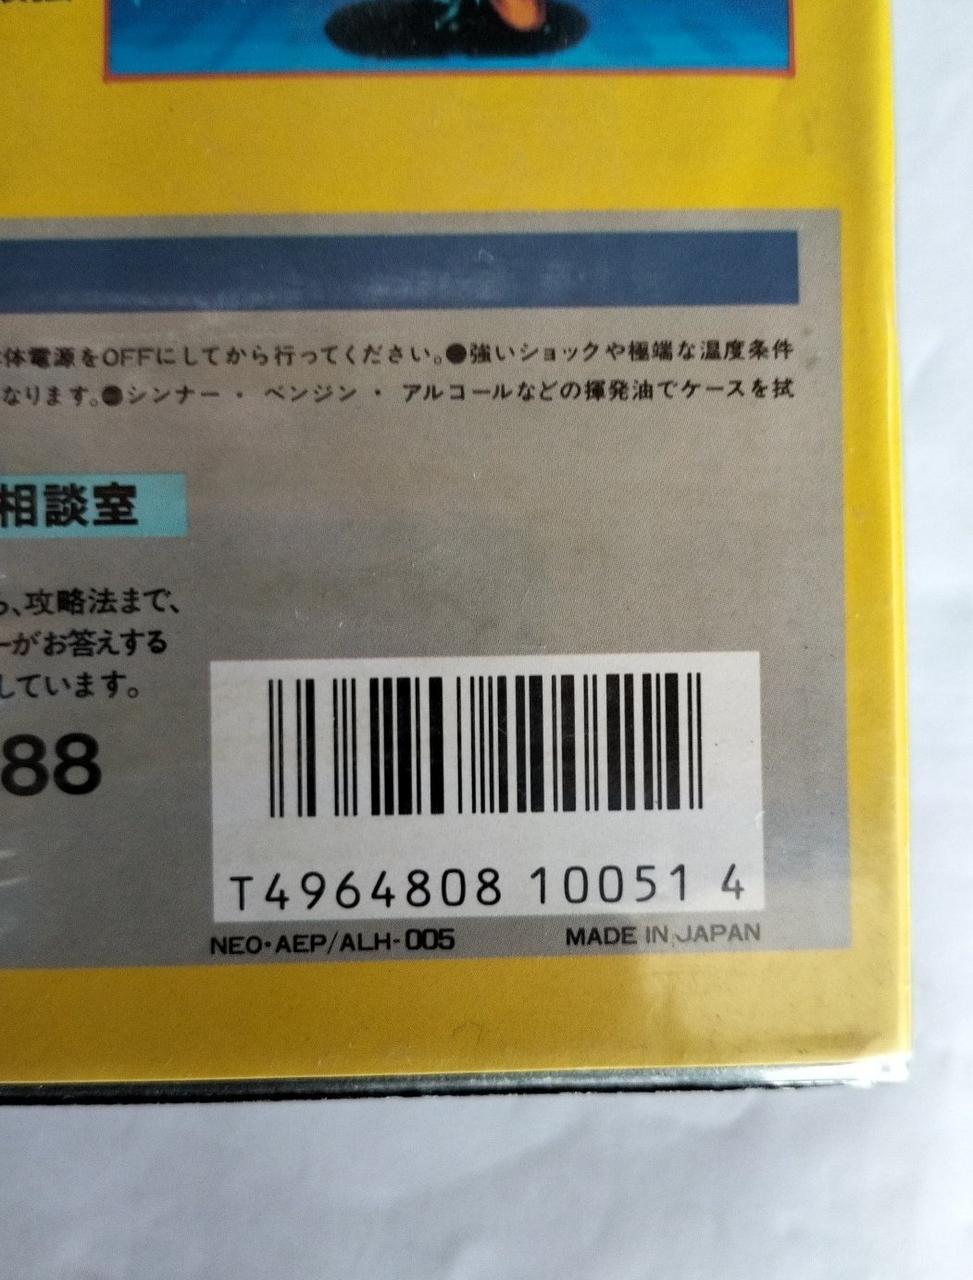 体電源をOFFにしてから行ってください。●強いショックや極端な温度条件
なります。●シンナー・ベンジン・アルコールなどの揮発油でケースを拭
相談室
、攻略法まで、
ーがお答えする
しています。
88
T4964808 10051 4
NEO・AEP/ALH-005 MADE IN JAPAN